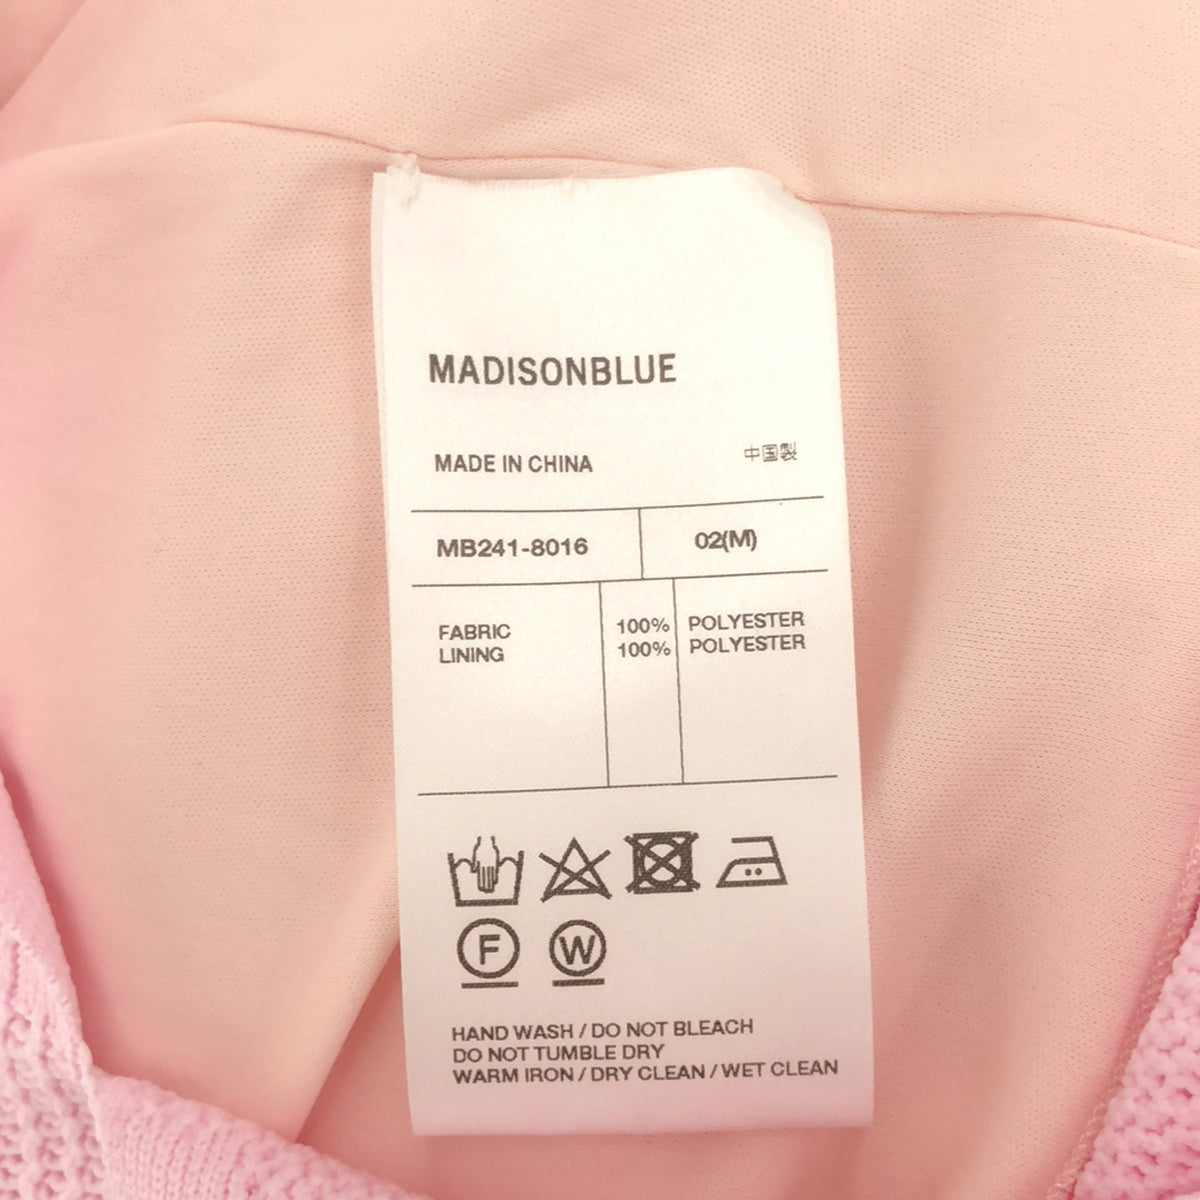 MADISONBLUE
MADE IN CHINA 中国製
MB241-8016 02(M)
FABRIC 100% POLYESTER
LINING 100% POLYESTER
F W
HAND WASH / DO NOT BLEACH
DO NOT TUMBLE DRY
WARM IRON / DRY CLEAN / WET CLEAN